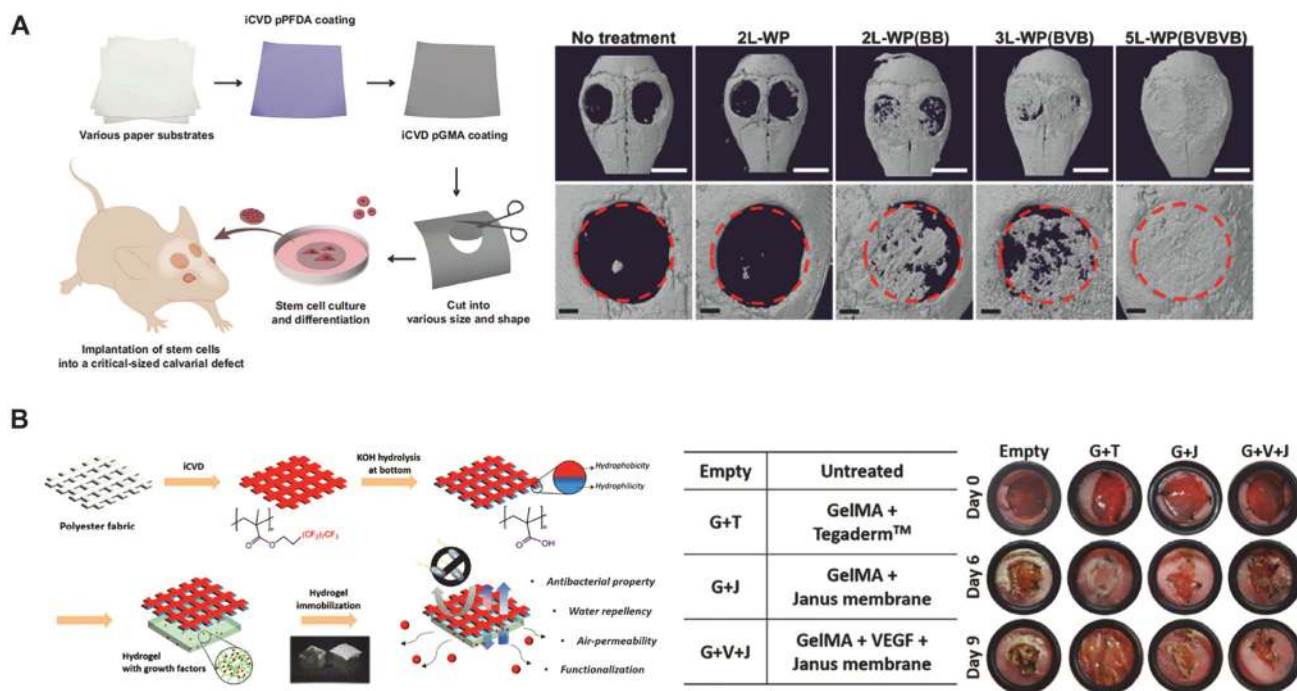 A
iCVD pPFDA coating
Various paper substrates
iCVD pGMA coating
Stem cell culture
and differentiation
Cut into
various size and shape
Implantation of stem cells
into a critical-sized calvarial defect
No treatment
2L-WP
2L-WP(BB)
3L-WP(BVB)
5L-WP(BVBVB)
B
Polyester fabric
iCVD
KOH hydrolysis
at bottom
Hydrophobicity
Hydrophilicity
(CF₂)₇CF₃
OH
Hydrogel
with growth factors
Hydrogel
immobilization
• Antibacterial property
• Water repellency
• Air-permeability
• Functionalization
Empty
Untreated
G+T
GelMA +
Tegaderm™
G+J
GelMA +
Janus membrane
G+V+J
GelMA + VEGF +
Janus membrane
Empty
G+T
G+J
G+V+J
Day 0
Day 6
Day 9